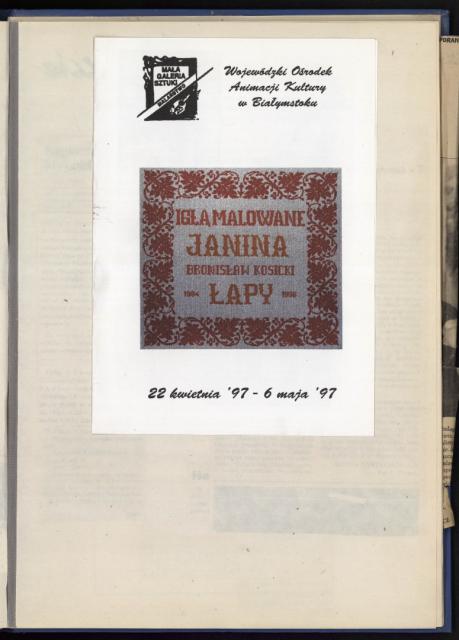 MAŁA
GALERIA
SZTUKI
Wojewódzki Ośrodek
Animacji Kultury
w Białymstoku
IGŁĄ MALOWANE
JANINA
BRONISŁAW KOSICKI
ŁAPY
22 kwietnia '97 - 6 maja '97